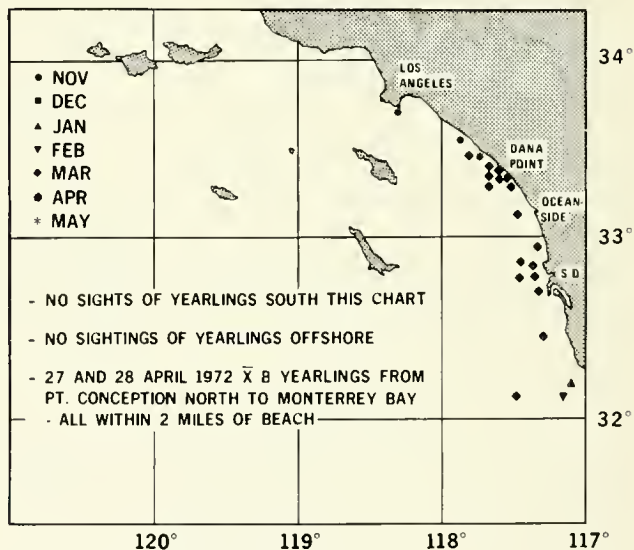 34°
LOS
ANGELES
• NOV
■ DEC
▲ JAN
▼ FEB
◆ MAR
● APR
* MAY
DANA
POINT
OCEAN-
SIDE
33°
S D
- NO SIGHTS OF YEARLINGS SOUTH THIS CHART
- NO SIGHTINGS OF YEARLINGS OFFSHORE
- 27 AND 28 APRIL 1972 X̄ 8 YEARLINGS FROM
PT. CONCEPTION NORTH TO MONTERREY BAY
- ALL WITHIN 2 MILES OF BEACH
32°
120° 119° 118° 117°